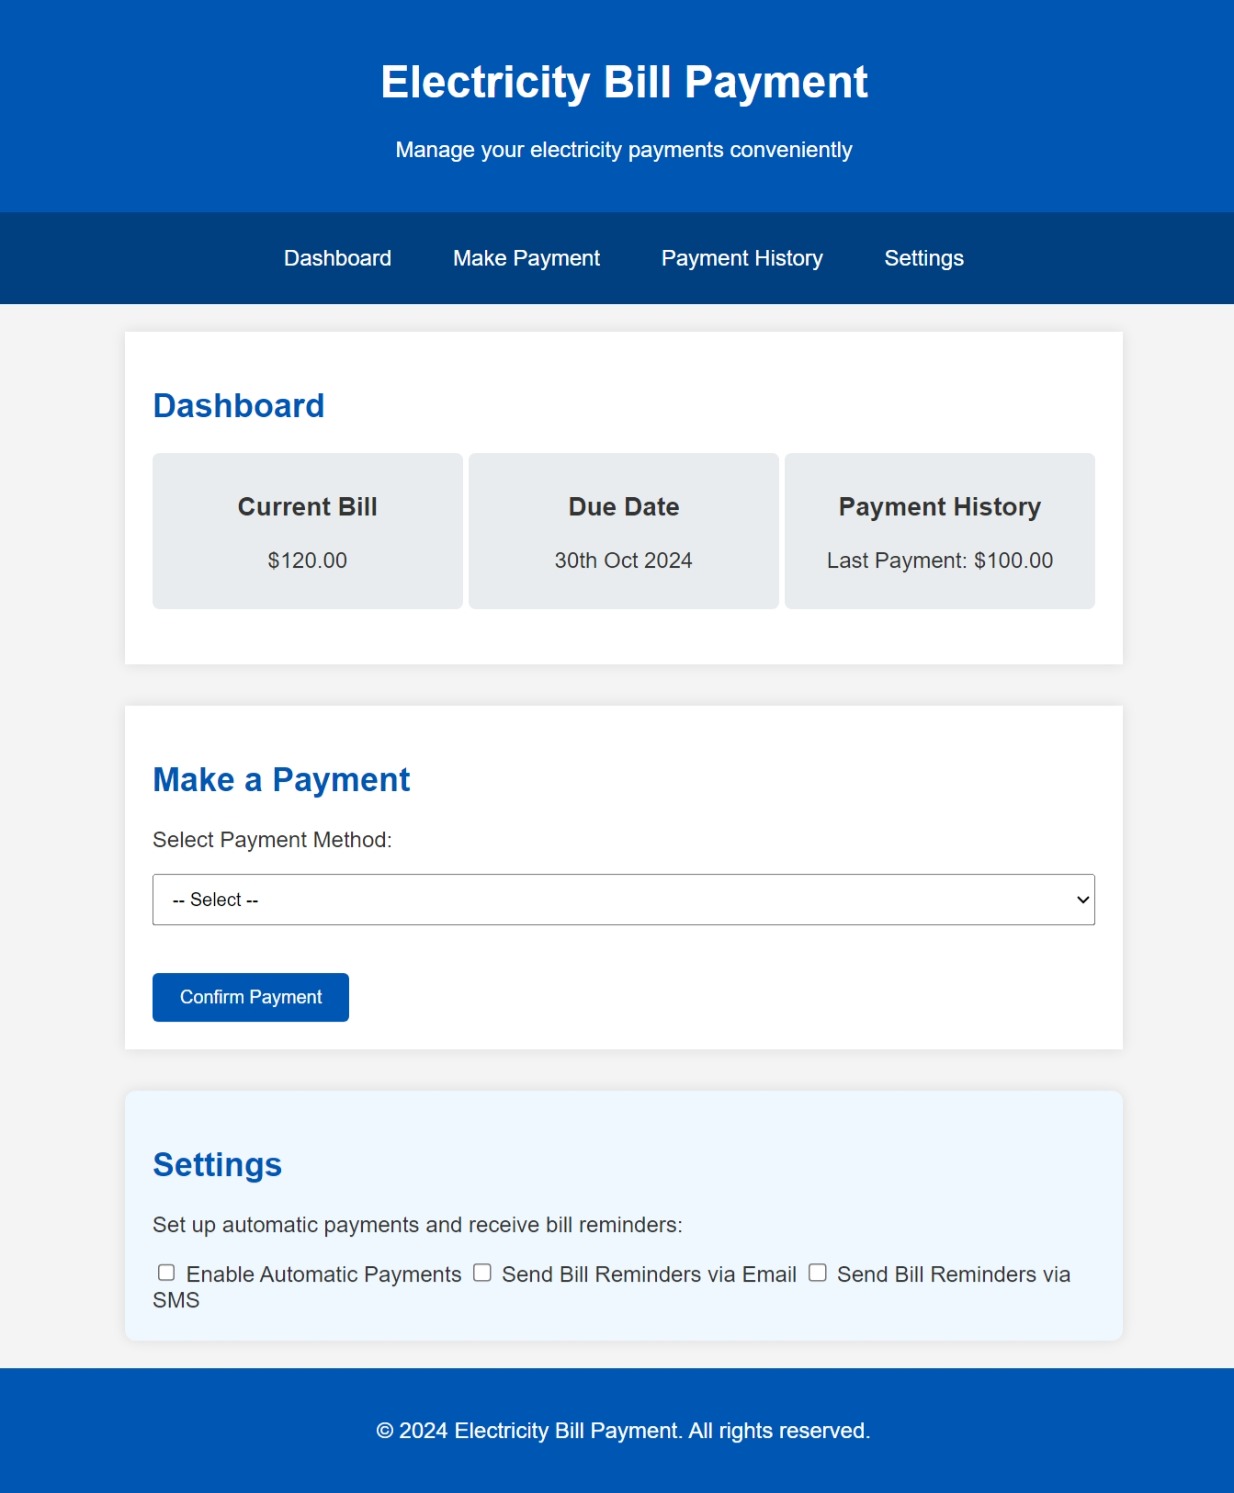 Electricity Bill Payment
Manage your electricity payments conveniently
Dashboard Make Payment Payment History Settings
Dashboard
Current Bill Due Date Payment History
$120.00 30th Oct 2024 Last Payment: $100.00
Make a Payment
Select Payment Method:
-- Select --
Confirm Payment
Settings
Set up automatic payments and receive bill reminders:
Enable Automatic Payments Send Bill Reminders via Email Send Bill Reminders via
SMS
© 2024 Electricity Bill Payment. All rights reserved.